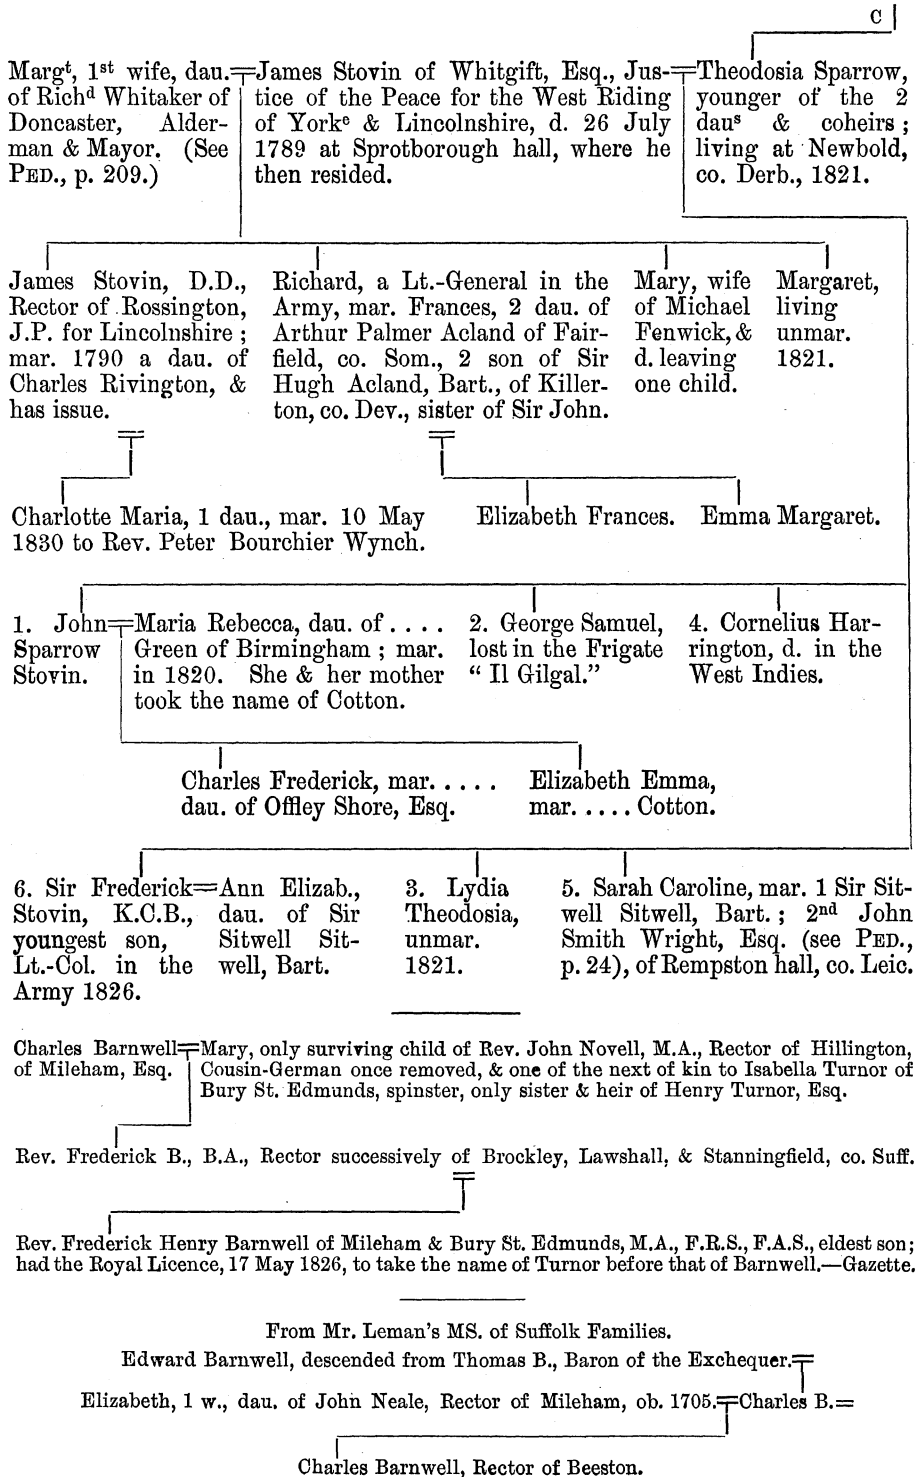 C
Margᵗ, 1ˢᵗ wife, dau.
of Richᵈ Whitaker of
Doncaster, Alder-
man & Mayor. (See
PED., p. 209.)
James Stovin of Whitgift, Esq., Jus-
tice of the Peace for the West Riding
of Yorkᵉ & Lincolnshire, d. 26 July
1789 at Sprotborough hall, where he
then resided.
Theodosia Sparrow,
younger of the 2
dauˢ & coheirs;
living at Newbold,
co. Derb., 1821.
James Stovin, D.D.,
Rector of Rossington,
J.P. for Lincolnshire;
mar. 1790 a dau. of
Charles Rivington, &
has issue.
Richard, a Lt.-General in the
Army, mar. Frances, 2 dau. of
Arthur Palmer Acland of Fair-
field, co. Som., 2 son of Sir
Hugh Acland, Bart., of Killer-
ton, co. Dev., sister of Sir John.
Mary, wife
of Michael
Fenwick, &
d. leaving
one child.
Margaret,
living
unmar.
1821.
Charlotte Maria, 1 dau., mar. 10 May
1830 to Rev. Peter Bourchier Wynch.
Elizabeth Frances.
Emma Margaret.
1. John
Sparrow
Stovin.
Maria Rebecca, dau. of ....
Green of Birmingham; mar.
in 1820. She & her mother
took the name of Cotton.
2. George Samuel,
lost in the Frigate
“Il Gilgal.”
4. Cornelius Har-
rington, d. in the
West Indies.
Charles Frederick, mar. .....
dau. of Offley Shore, Esq.
Elizabeth Emma,
mar. ..... Cotton.
6. Sir Frederick
Stovin, K.C.B.,
youngest son,
Lt.-Col. in the
Army 1826.
Ann Elizab.,
dau. of Sir
Sitwell Sit-
well, Bart.
3. Lydia
Theodosia,
unmar.
1821.
5. Sarah Caroline, mar. 1 Sir Sit-
well Sitwell, Bart.; 2ⁿᵈ John
Smith Wright, Esq. (see PED.,
p. 24), of Rempston hall, co. Leic.
Charles Barnwell
of Mileham, Esq.
Mary, only surviving child of Rev. John Novell, M.A., Rector of Hillington,
Cousin-German once removed, & one of the next of kin to Isabella Turnor of
Bury St. Edmunds, spinster, only sister & heir of Henry Turnor, Esq.
Rev. Frederick B., B.A., Rector successively of Brockley, Lawshall, & Stanningfield, co. Suff.
Rev. Frederick Henry Barnwell of Mileham & Bury St. Edmunds, M.A., F.R.S., F.A.S., eldest son;
had the Royal Licence, 17 May 1826, to take the name of Turnor before that of Barnwell.—Gazette.
From Mr. Leman's MS. of Suffolk Families.
Edward Barnwell, descended from Thomas B., Baron of the Exchequer.
Elizabeth, 1 w., dau. of John Neale, Rector of Mileham, ob. 1705.=Charles B.=
Charles Barnwell, Rector of Beeston.